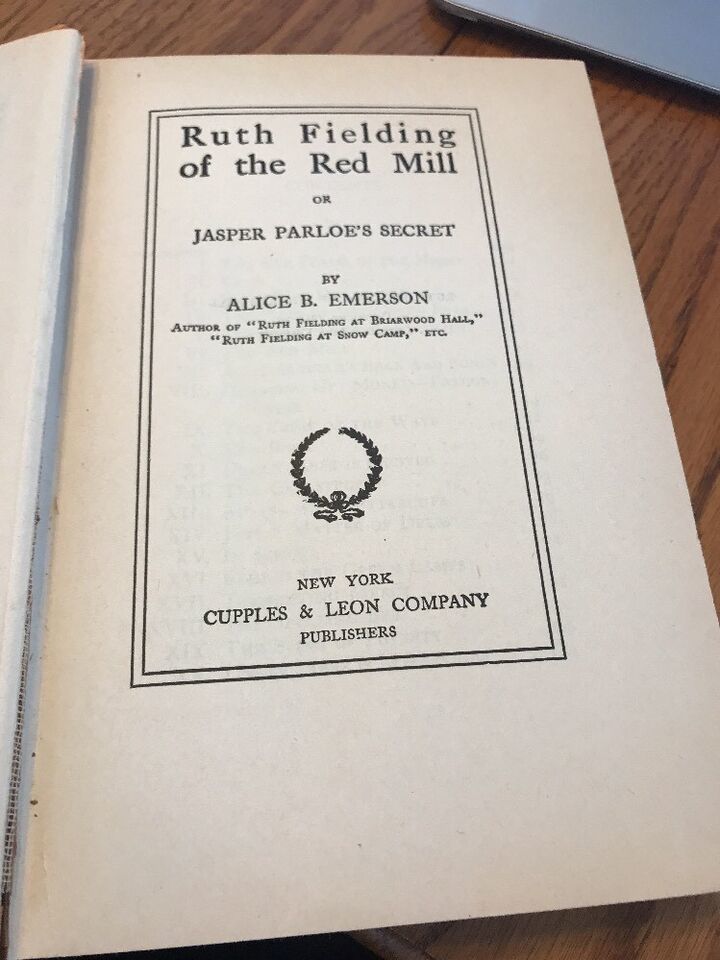 Ruth Fielding
of the Red Mill
OR
JASPER PARLOE'S SECRET
BY
ALICE B. EMERSON
AUTHOR OF "RUTH FIELDING AT BRIARWOOD HALL,"
"RUTH FIELDING AT SNOW CAMP," ETC.
NEW YORK
CUPPLES & LEON COMPANY
PUBLISHERS